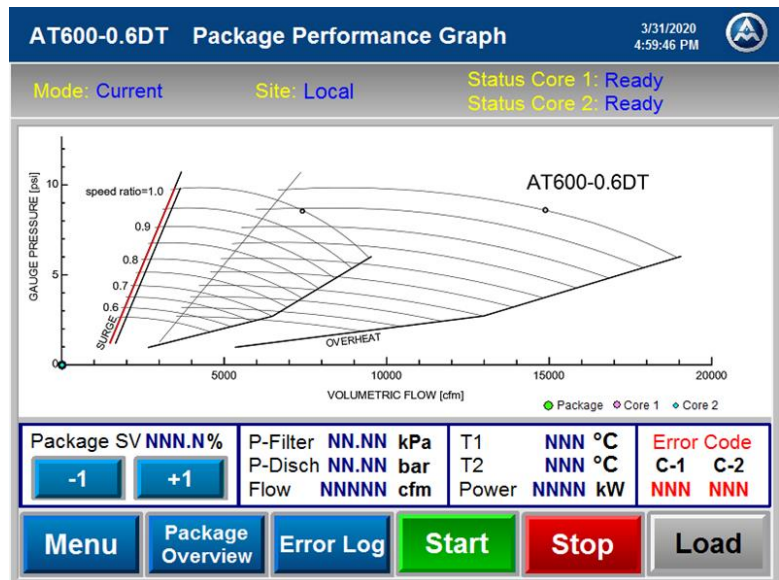 AT600-0.6DT Package Performance Graph
3/31/2020
4:59:46 PM
Mode: Current
Site: Local
Status Core 1: Ready
Status Core 2: Ready
GAUGE PRESSURE [psi]
10
5
0
speed ratio=1.0
0.9
0.8
0.7
0.6
SURGE
AT600-0.6DT
OVERHEAT
5000
10000
15000
20000
VOLUMETRIC FLOW [cfm]
Package
Core 1
Core 2
Package SV NNN.N%
-1
+1
P-Filter NN.NN kPa
P-Disch NN.NN bar
Flow NNNNN cfm
T1 NNN °C
T2 NNN °C
Power NNNN kW
Error Code
C-1 C-2
NNN NNN
Menu
Package
Overview
Error Log
Start
Stop
Load